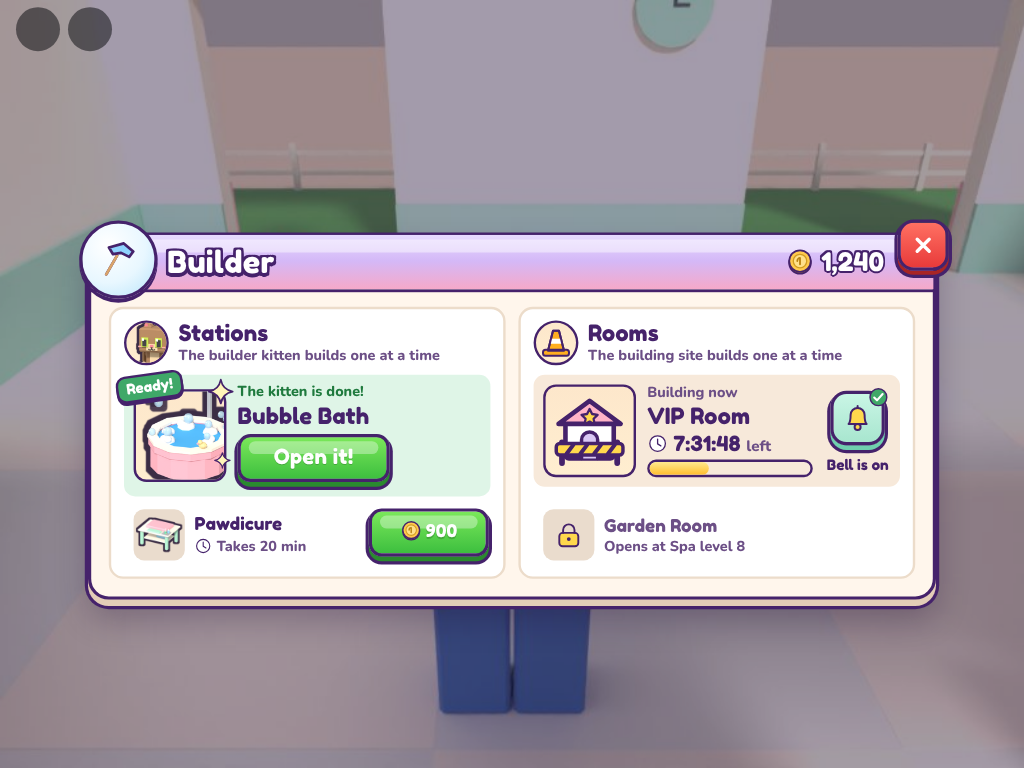 Builder
1,240
Stations
The builder kitten builds one at a time
Ready!
The kitten is done!
Bubble Bath
Open it!
Pawdicure
Takes 20 min
900
Rooms
The building site builds one at a time
Building now
VIP Room
7:31:48 left
Bell is on
Garden Room
Opens at Spa level 8